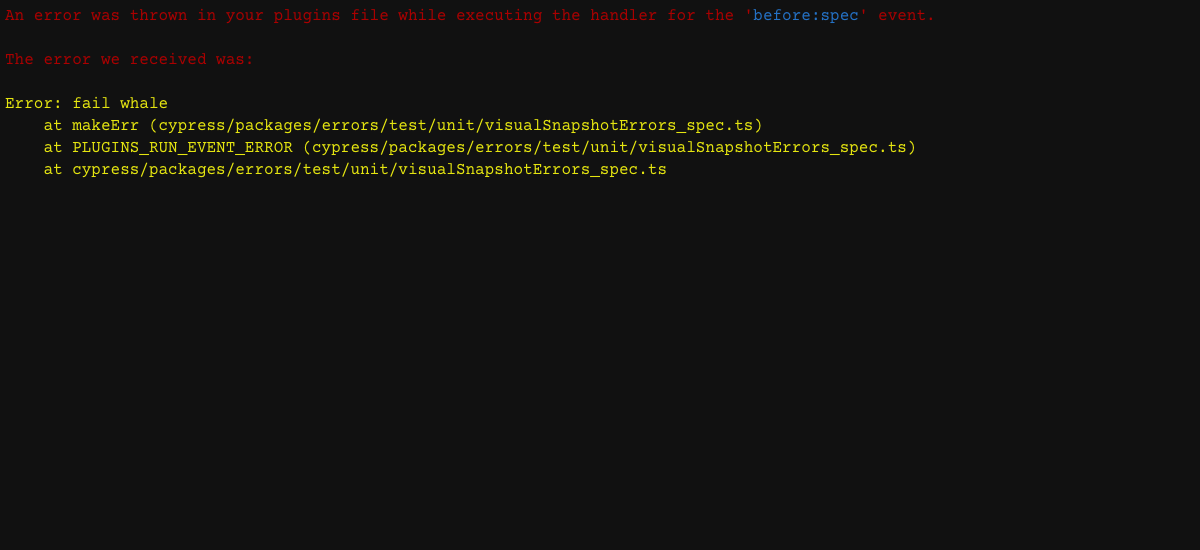 An error was thrown in your plugins file while executing the handler for the 'before:spec' event.
The error we received was:
Error: fail whale
    at makeErr (cypress/packages/errors/test/unit/visualSnapshotErrors_spec.ts)
    at PLUGINS_RUN_EVENT_ERROR (cypress/packages/errors/test/unit/visualSnapshotErrors_spec.ts)
    at cypress/packages/errors/test/unit/visualSnapshotErrors_spec.ts